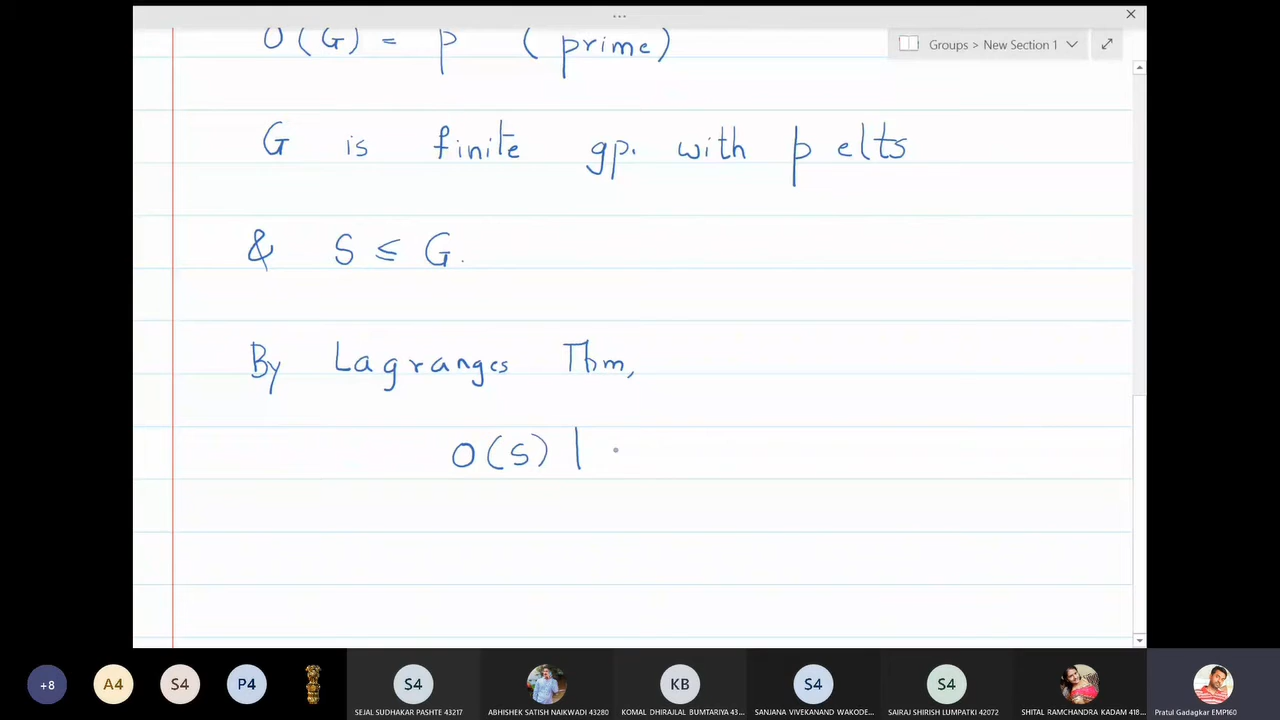 Groups > New Section 1
O(G) = p (prime)
G is finite gp. with p elts
& S ≤ G.
By Lagranges Thm,
O(S) |
+8
A4
S4
P4
S4
KB
S4
S4
SEJAL SUDHAKAR PASHTE 43217
ABHISHEK SATISH NAIKWADI 43280
KOMAL DHIRAJLAL BUMTARIYA 43...
SANJANA VIVEKANAND WAKODE...
SAIRAJ SHIRISH LUMPATKI 42072
SHITAL RAMCHANDRA KADAM 418...
Pratul Gadagkar EMP160